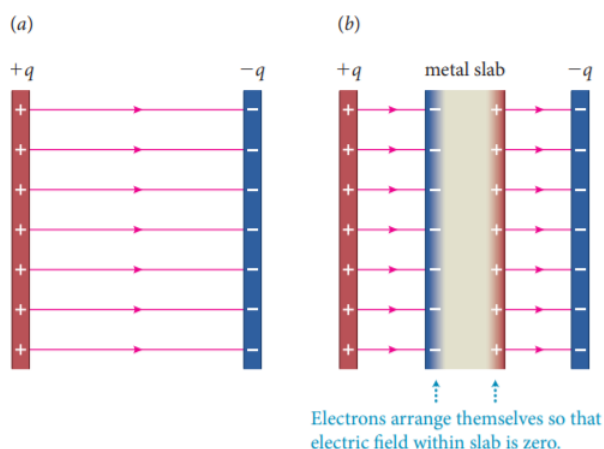 (a)
+q −q
+ −
+ −
+ −
+ −
+ −
+ −
+ −
(b)
+q metal slab −q
+ − + −
+ − + −
+ − + −
+ − + −
+ − + −
+ − + −
+ − + −
Electrons arrange themselves so that
electric field within slab is zero.